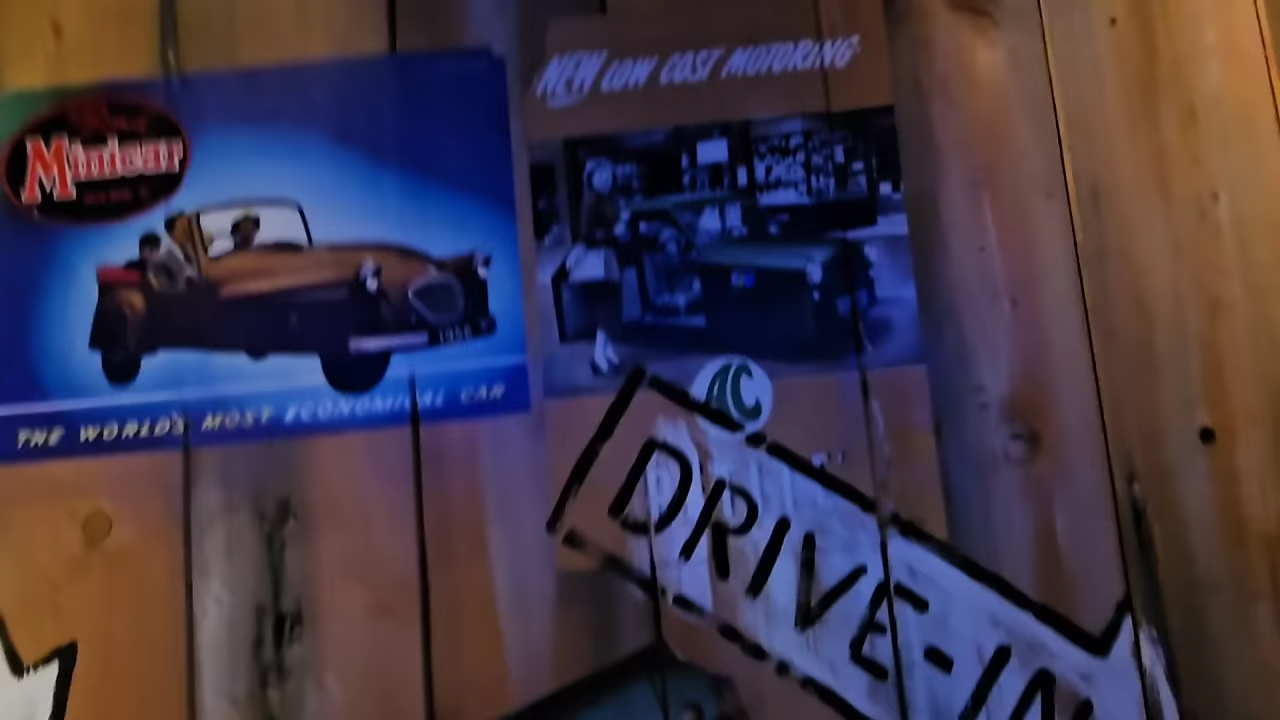 Minicar
THE WORLD'S MOST ECONOMICAL CAR
NEW LOW COST MOTORING
AC
DRIVE-IN